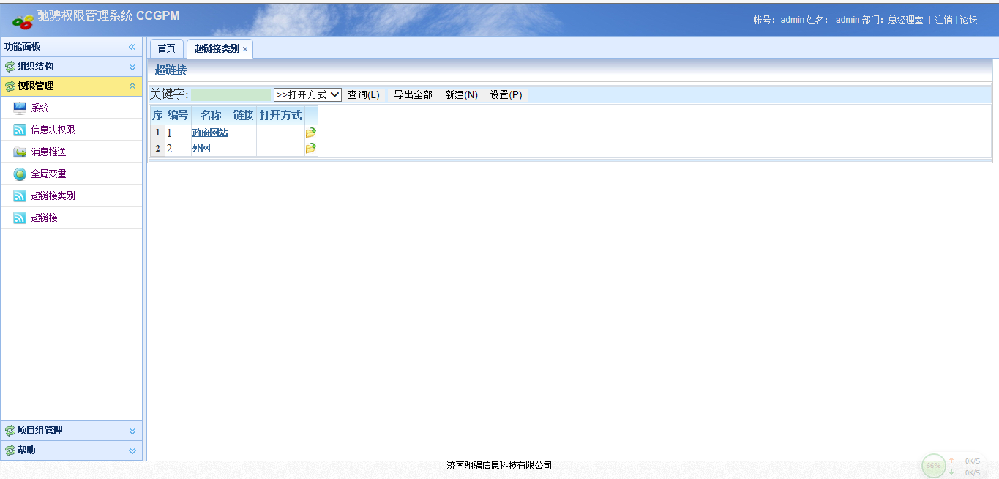 驰骋权限管理系统 CCGPM
帐号： admin 姓名： admin 部门：总经理室 | 注销 | 论坛
功能面板
组织结构
权限管理
系统
信息块权限
消息推送
全局变量
超链接类别
超链接
项目组管理
帮助
首页
超链接类别 ×
超链接
关键字: >>打开方式 查询(L) 导出全部 新建(N) 设置(P)
序 编号 名称 链接 打开方式
1 1 政府网站
2 2 外网
济南驰骋信息科技有限公司
66%
0K/S
0K/S